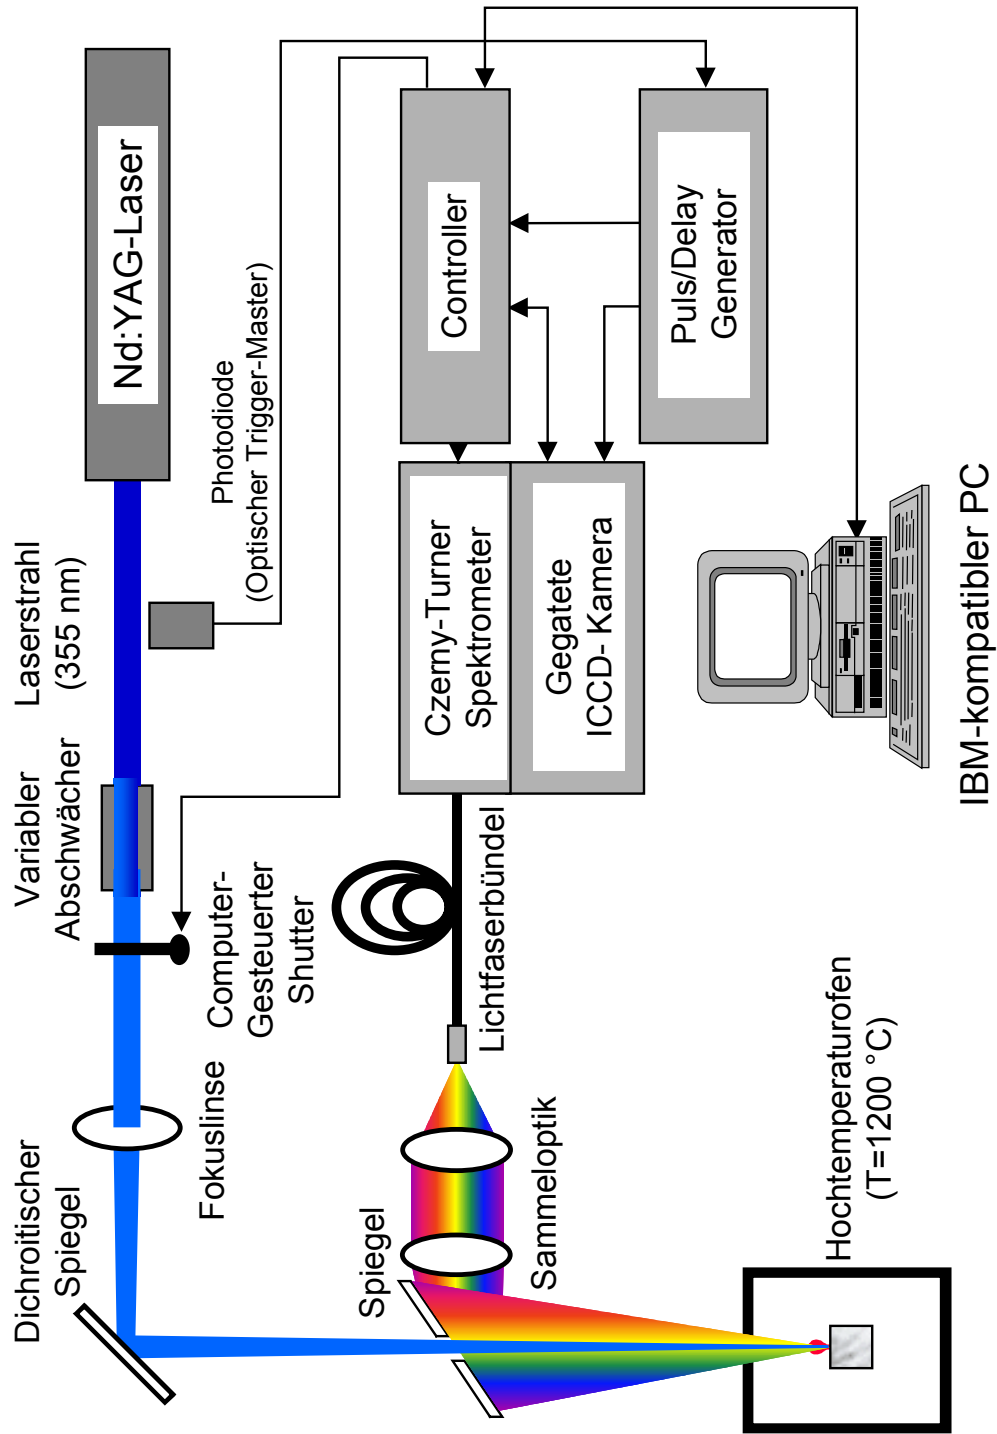 Nd:YAG-Laser
Laserstrahl
(355 nm)
Variabler
Abschwächer
Dichroitischer
Spiegel
Fokuslinse
Computer-
Gesteuerter
Shutter
Photodiode
(Optischer Trigger-Master)
Controller
Puls/Delay
Generator
Czerny-Turner
Spektrometer
Gegatete
ICCD- Kamera
Lichtfaserbündel
Sammeloptik
Spiegel
Hochtemperaturofen
(T=1200 °C)
IBM-kompatibler PC